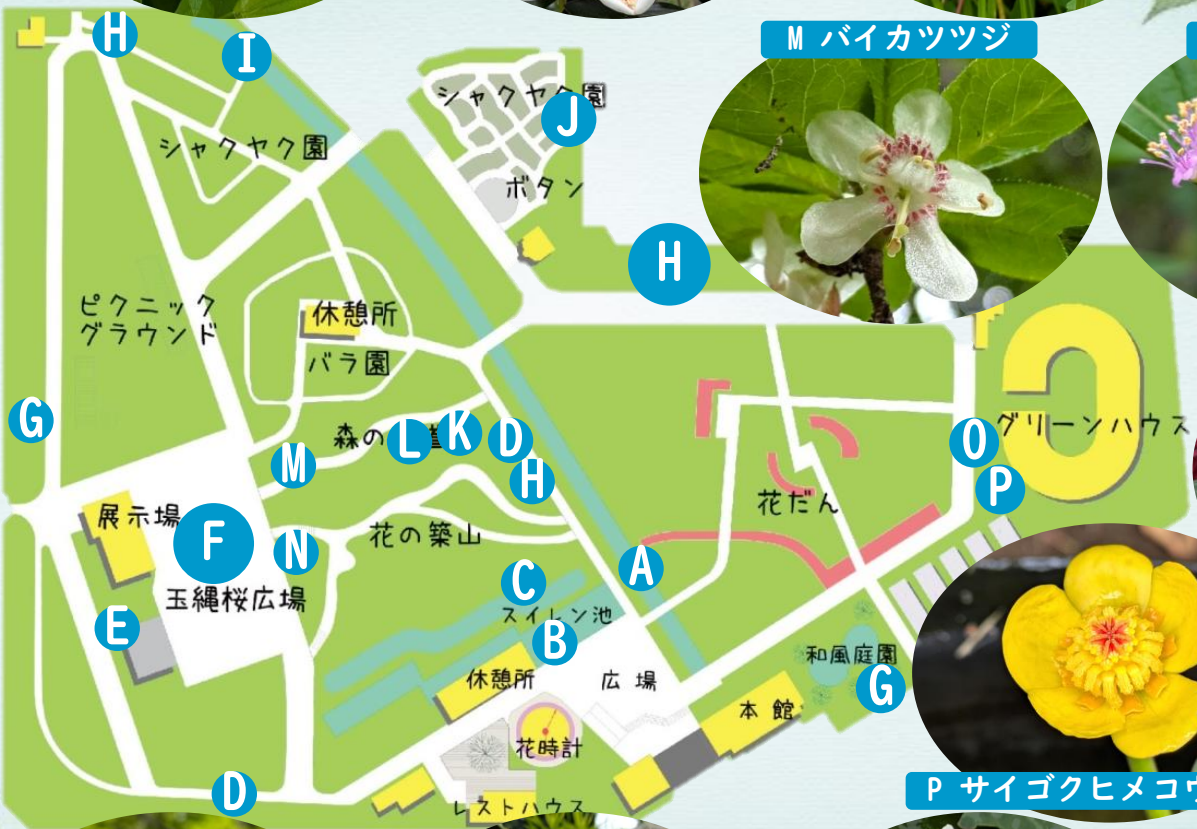 M バイカツツジ
H
I
シャクヤク園
J
シャクヤク園
ボタン
H
ピクニック
グラウンド
休憩所
バラ園
G
森の
L
K
D
M
H
O
グリーンハウス
P
展示場
F
N
花の築山
花だん
A
玉縄桜広場
C
スイレン池
E
B
和風庭園
G
休憩所
広場
本館
花時計
D
レストハウス
P サイゴクヒメコウ